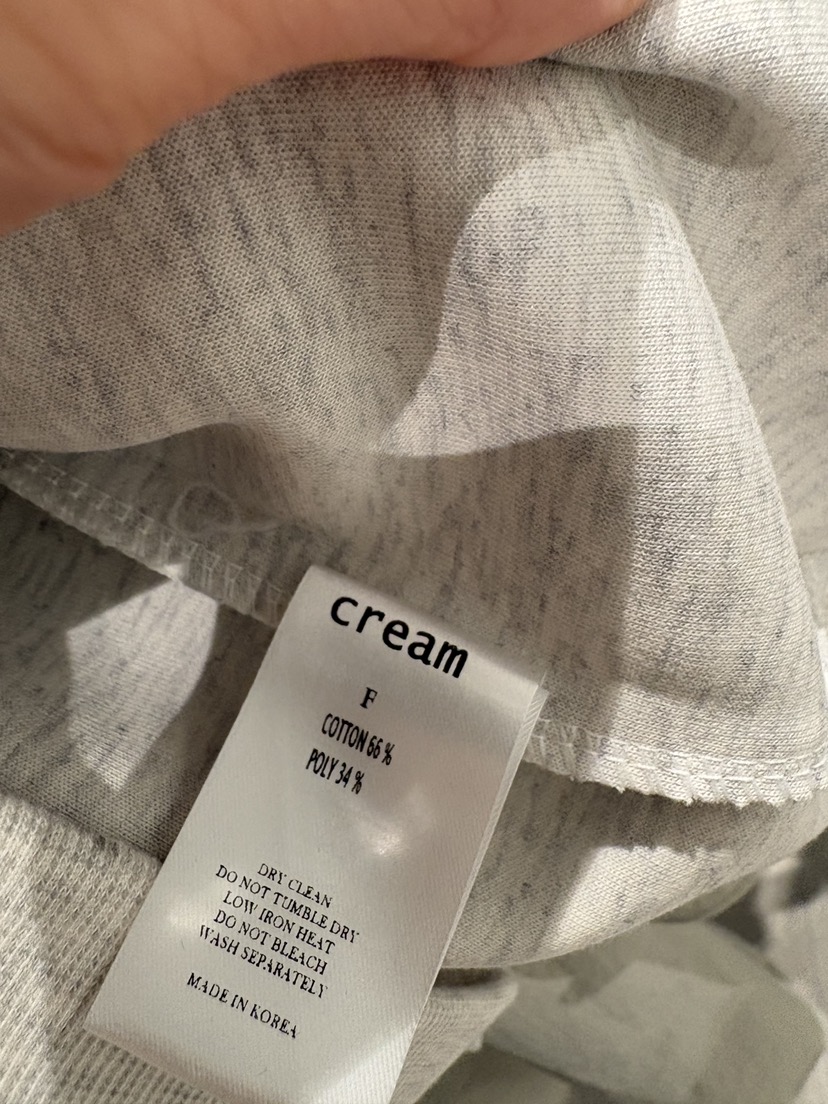 cream
F
COTTON 66 %
POLY 34 %
DRY CLEAN
DO NOT TUMBLE DRY
LOW IRON HEAT
DO NOT BLEACH
WASH SEPARATELY
MADE IN KOREA